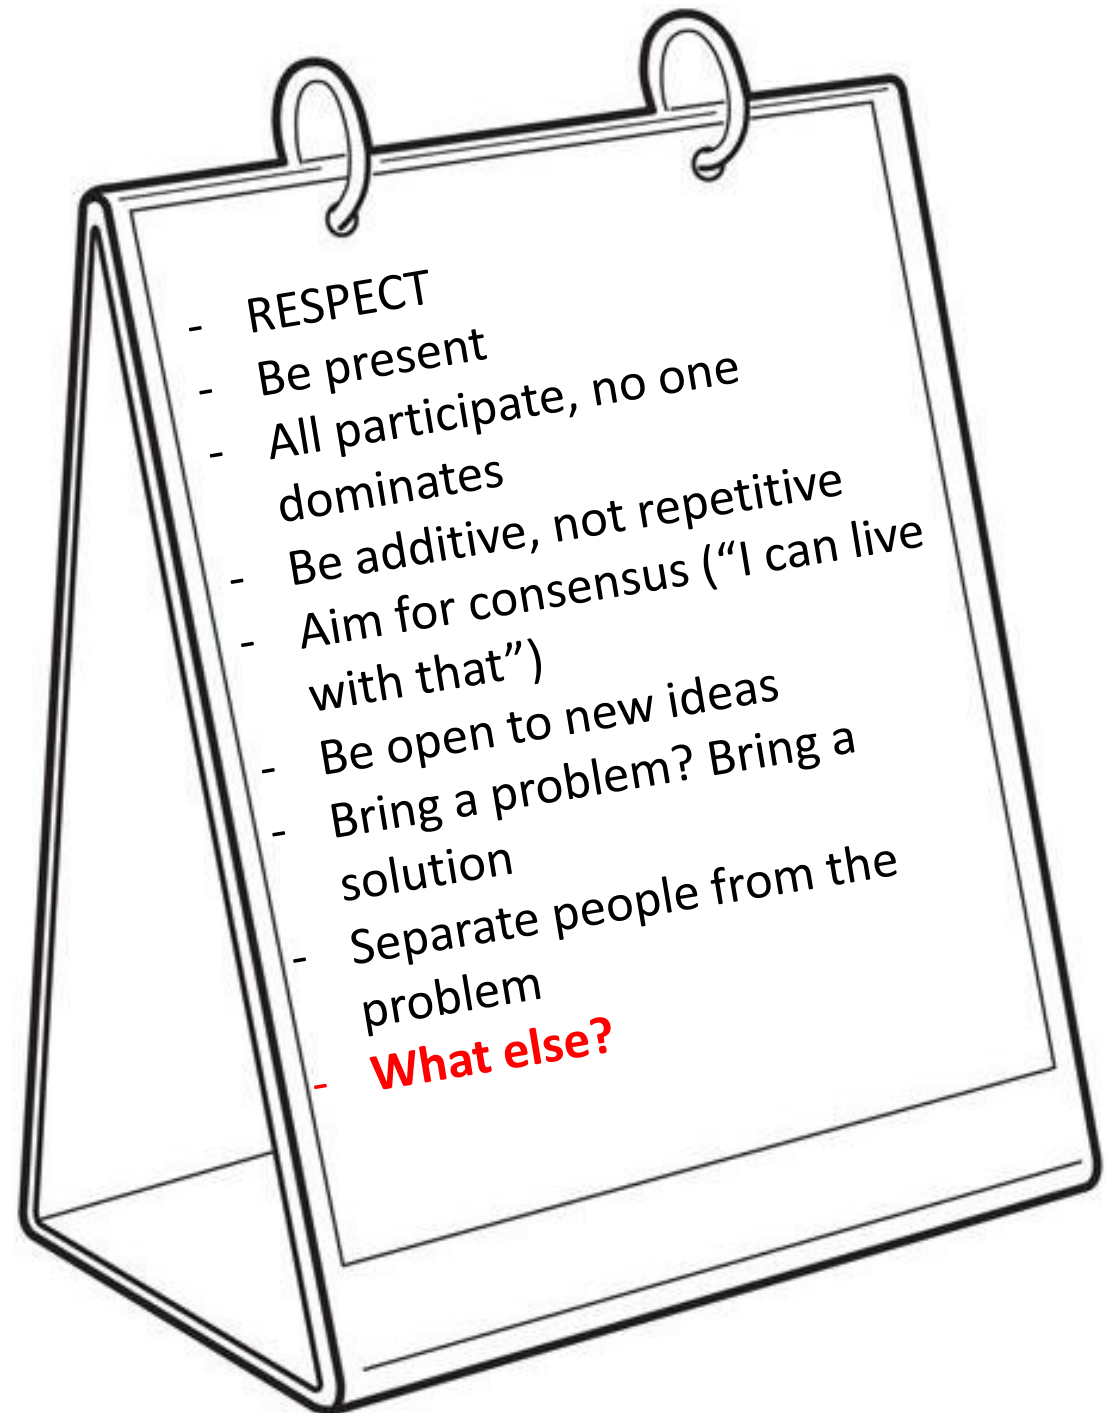 - RESPECT
- Be present
- All participate, no one
dominates
- Be additive, not repetitive
- Aim for consensus (“I can live
with that”)
- Be open to new ideas
- Bring a problem? Bring a
solution
- Separate people from the
problem
- What else?